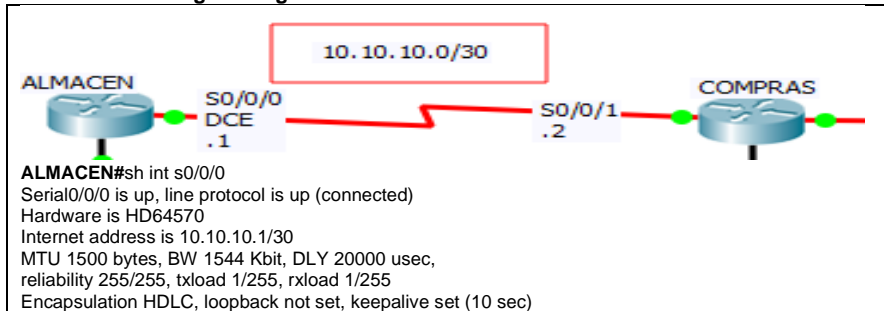 10.10.10.0/30
ALMACEN
COMPRAS
S0/0/0
DCE
.1
S0/0/1
.2
ALMACEN#sh int s0/0/0
Serial0/0/0 is up, line protocol is up (connected)
Hardware is HD64570
Internet address is 10.10.10.1/30
MTU 1500 bytes, BW 1544 Kbit, DLY 20000 usec,
reliability 255/255, txload 1/255, rxload 1/255
Encapsulation HDLC, loopback not set, keepalive set (10 sec)